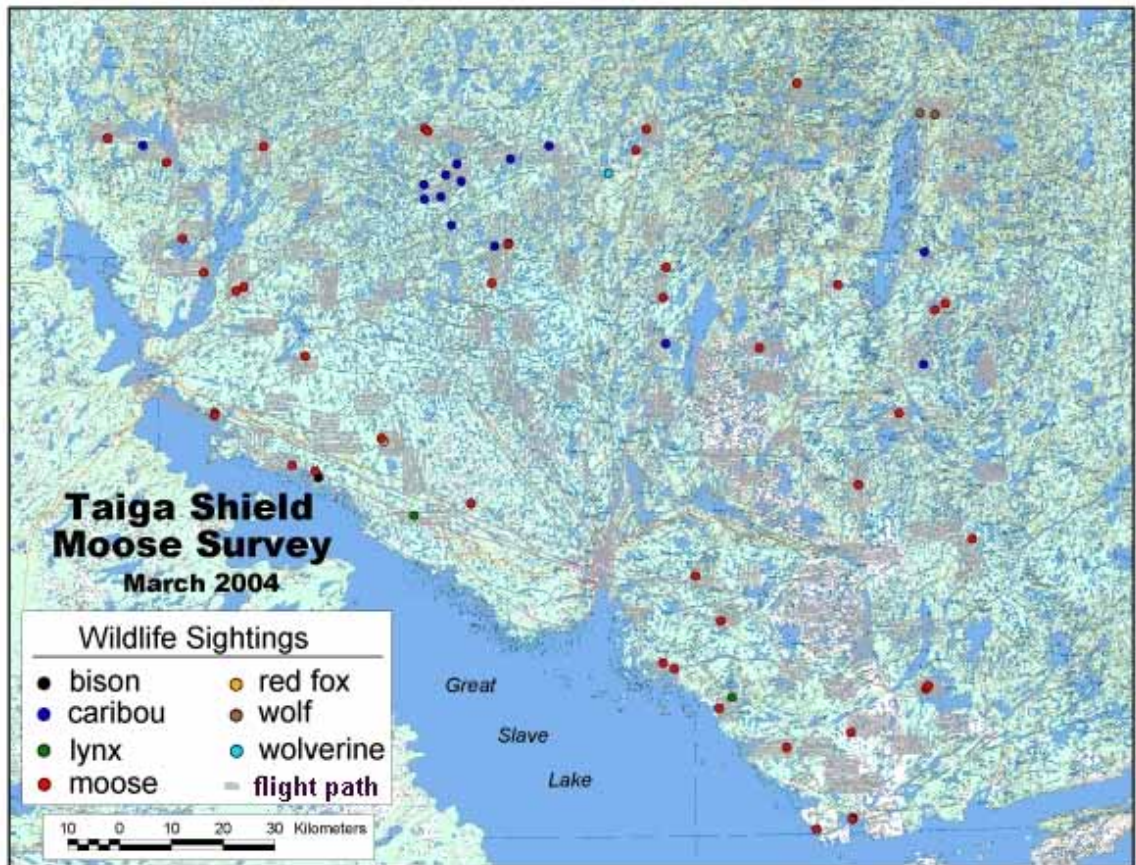 Taiga Shield
Moose Survey
March 2004
Wildlife Sightings
bison
caribou
lynx
moose
red fox
wolf
wolverine
flight path
10 0 10 20 30 Kilometers
Great
Slave
Lake